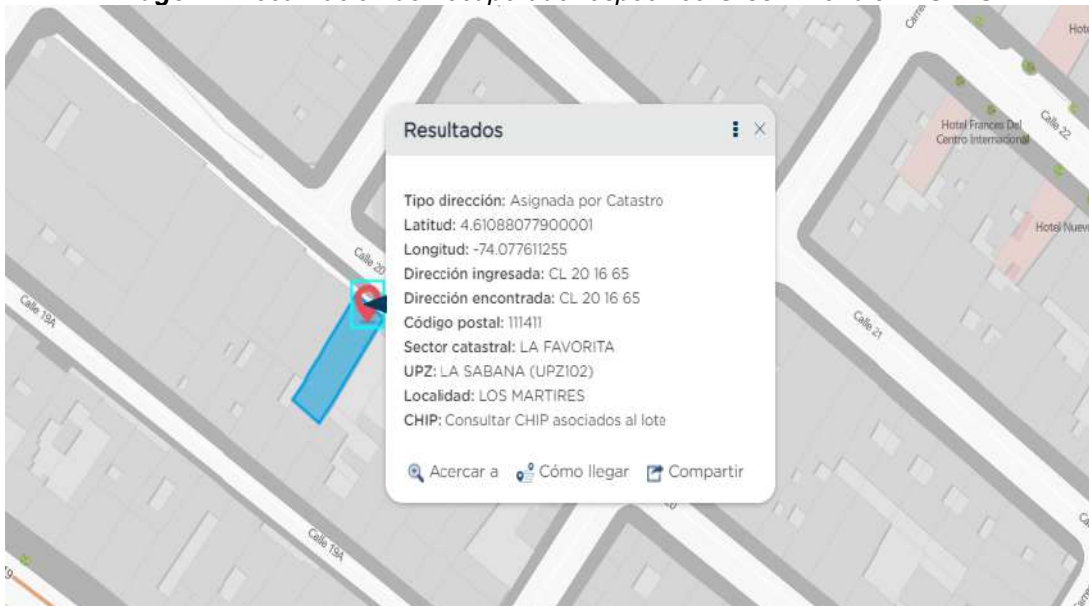 Resultados
Tipo dirección: Asignada por Catastro
Latitud: 4.61088077900001
Longitud: -74.077611255
Dirección ingresada: CL 20 16 65
Dirección encontrada: CL 20 16 65
Código postal: 111411
Sector catastral: LA FAVORITA
UPZ: LA SABANA (UPZ102)
Localidad: LOS MARTIRES
CHIP: Consultar CHIP asociados al lote
Acercar a Cómo llegar Compartir
Calle 20
Calle 19A
Calle 19A
Calle 21
Calle 22
Hotel Frances Del
Centro Internacional